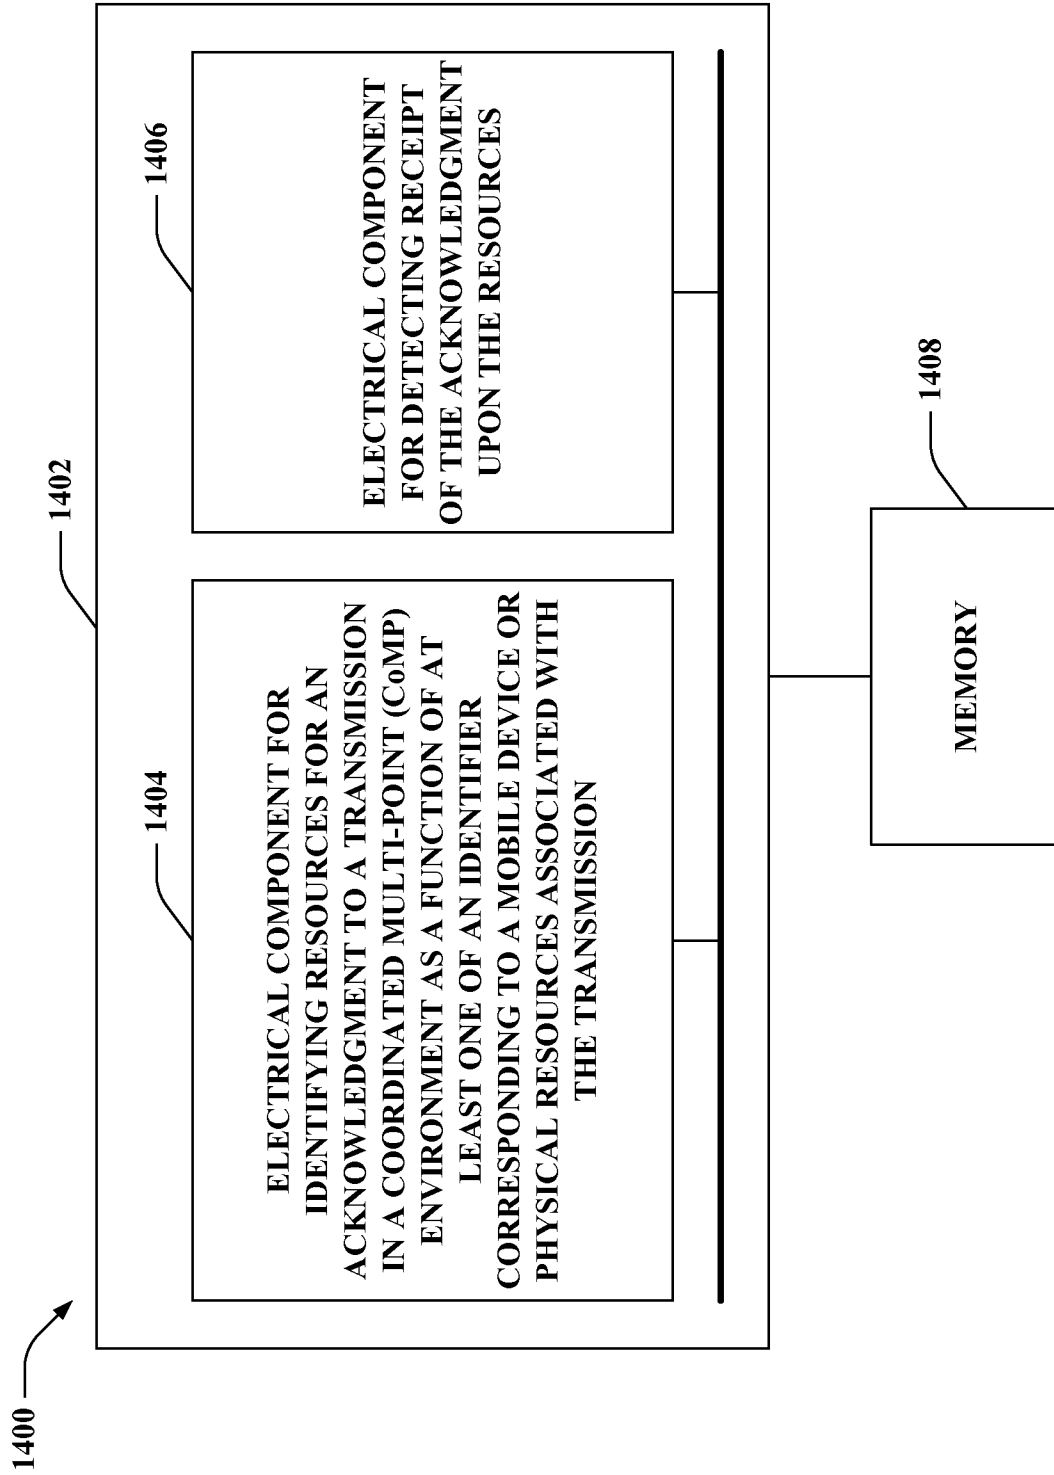 1400
1402
1404
ELECTRICAL COMPONENT FOR
IDENTIFYING RESOURCES FOR AN
ACKNOWLEDGMENT TO A TRANSMISSION
IN A COORDINATED MULTI-POINT (CoMP)
ENVIRONMENT AS A FUNCTION OF AT
LEAST ONE OF AN IDENTIFIER
CORRESPONDING TO A MOBILE DEVICE OR
PHYSICAL RESOURCES ASSOCIATED WITH
THE TRANSMISSION
1406
ELECTRICAL COMPONENT
FOR DETECTING RECEIPT
OF THE ACKNOWLEDGMENT
UPON THE RESOURCES
1408
MEMORY